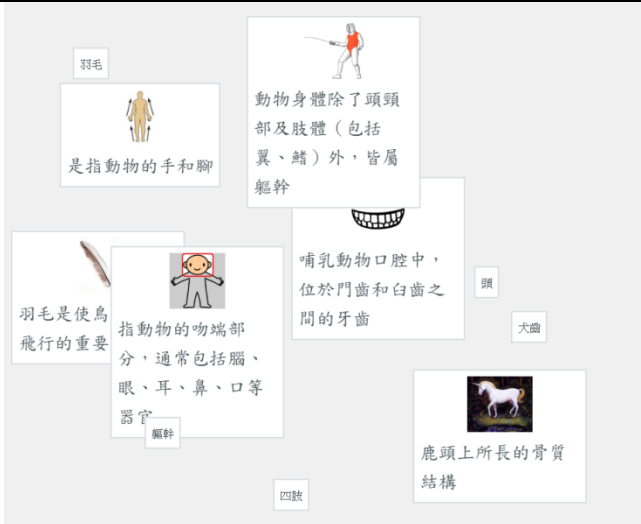 羽毛
是指動物的手和腳
動物身體除了頭頸
部及肢體（包括
翼、鰭）外，皆屬
軀幹
哺乳動物口腔中，
位於門齒和臼齒之
間的牙齒
頭
犬齒
羽毛是使鳥
飛行的重要
指動物的吻端部
分，通常包括腦、
眼、耳、鼻、口等
器官
軀幹
鹿頭上所長的骨質
結構
四肢